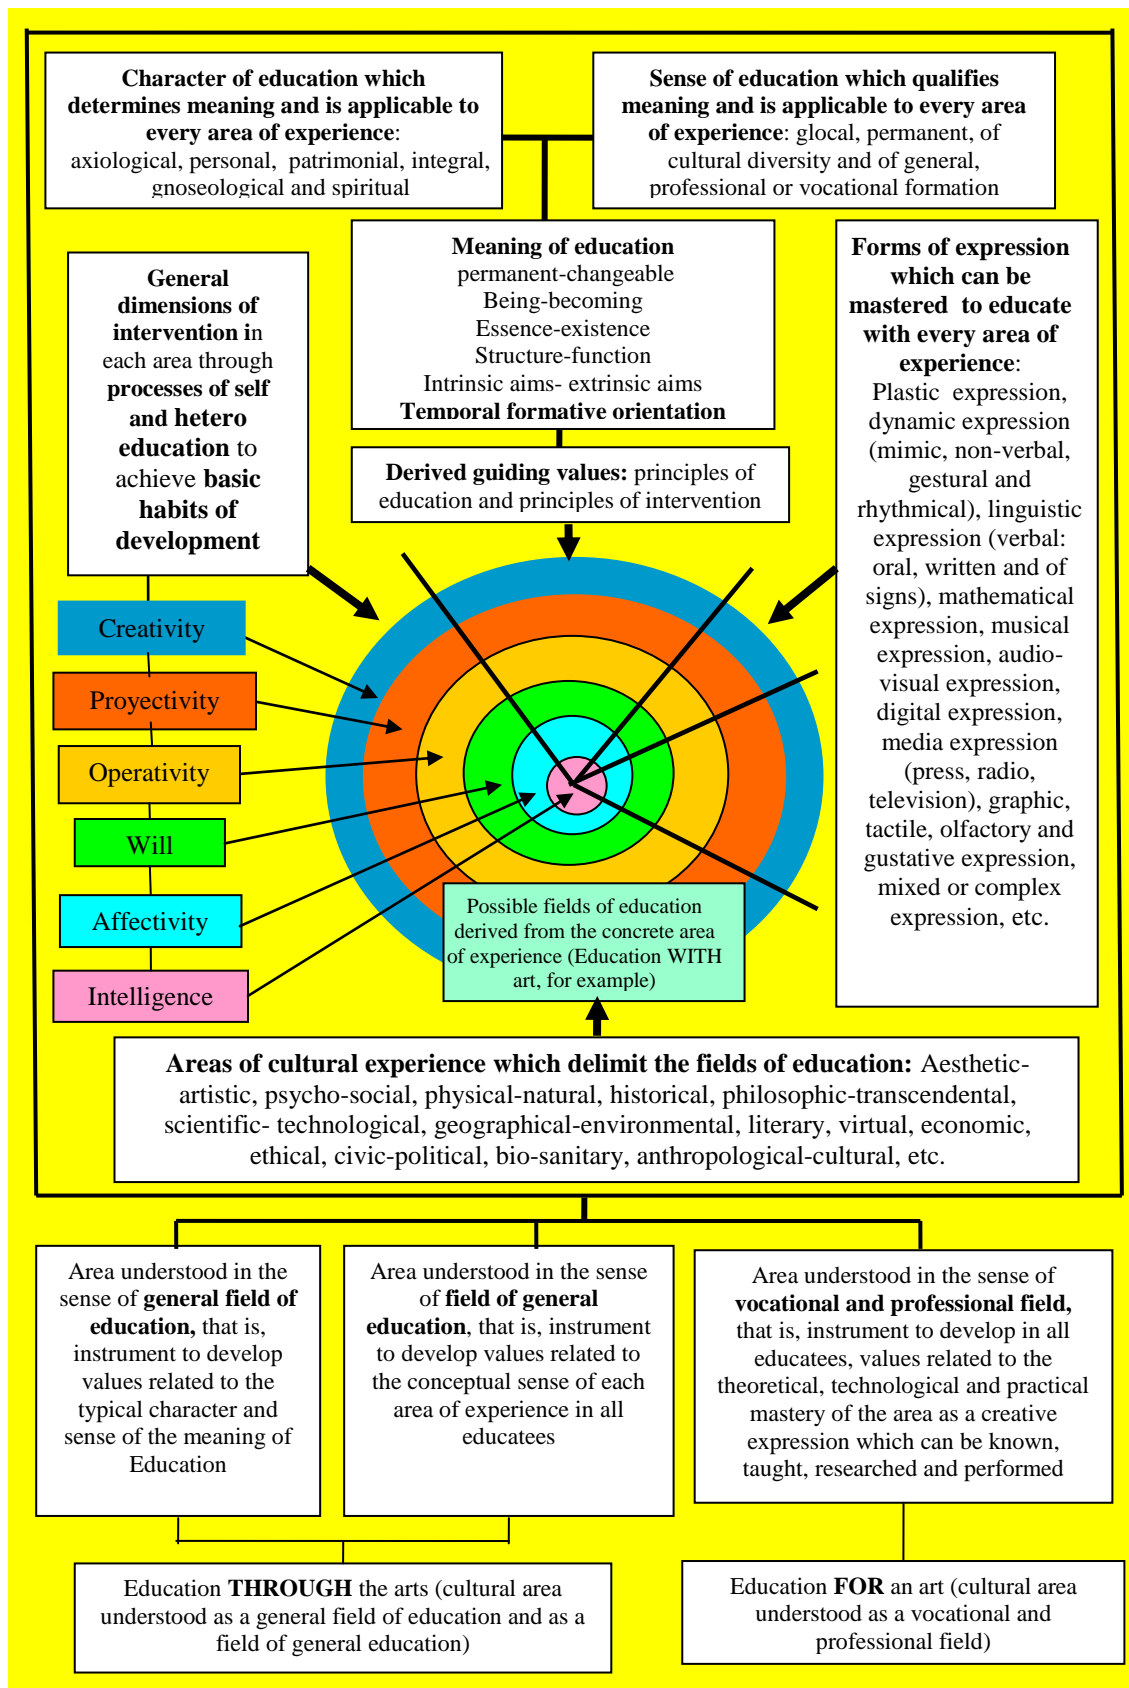 Character of education which
determines meaning and is applicable to
every area of experience:
axiological, personal, patrimonial, integral,
gnoseological and spiritual
Sense of education which qualifies
meaning and is applicable to every area
of experience: glocal, permanent, of
cultural diversity and of general,
professional or vocational formation
Meaning of education
permanent-changeable
Being-becoming
Essence-existence
Structure-function
Intrinsic aims- extrinsic aims
Temporal formative orientation
General
dimensions of
intervention in
each area through
processes of self
and hetero
education to
achieve basic
habits of
development
Forms of expression
which can be
mastered to educate
with every area of
experience:
Plastic expression,
dynamic expression
(mimic, non-verbal,
gestural and
rhythmical), linguistic
expression (verbal:
oral, written and of
signs), mathematical
expression, musical
expression, audio-
visual expression,
digital expression,
media expression
(press, radio,
television), graphic,
tactile, olfactory and
gustative expression,
mixed or complex
expression, etc.
Derived guiding values: principles of
education and principles of intervention
Creativity
Proyectivity
Operativity
Will
Affectivity
Intelligence
Possible fields of education
derived from the concrete area
of experience (Education WITH
art, for example)
Areas of cultural experience which delimit the fields of education: Aesthetic-
artistic, psycho-social, physical-natural, historical, philosophic-transcendental,
scientific- technological, geographical-environmental, literary, virtual, economic,
ethical, civic-political, bio-sanitary, anthropological-cultural, etc.
Area understood in the
sense of general field of
education, that is,
instrument to develop
values related to the
typical character and
sense of the meaning of
Education
Area understood in the sense
of field of general
education, that is, instrument
to develop values related to
the conceptual sense of each
area of experience in all
educatees
Area understood in the sense of
vocational and professional field,
that is, instrument to develop in all
educatees, values related to the
theoretical, technological and practical
mastery of the area as a creative
expression which can be known,
taught, researched and performed
Education THROUGH the arts (cultural area
understood as a general field of education and as a
field of general education)
Education FOR an art (cultural area
understood as a vocational and
professional field)